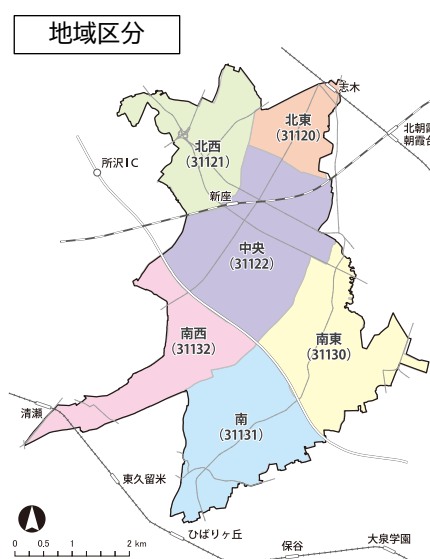 地域区分
志木
北東
(31120)
北朝霞
朝霞台
北西
(31121)
所沢IC
新座
中央
(31122)
南西
(31132)
南東
(31130)
清瀬
南
(31131)
東久留米
ひばりヶ丘
保谷
大泉学園
0 0.5 1 2 km